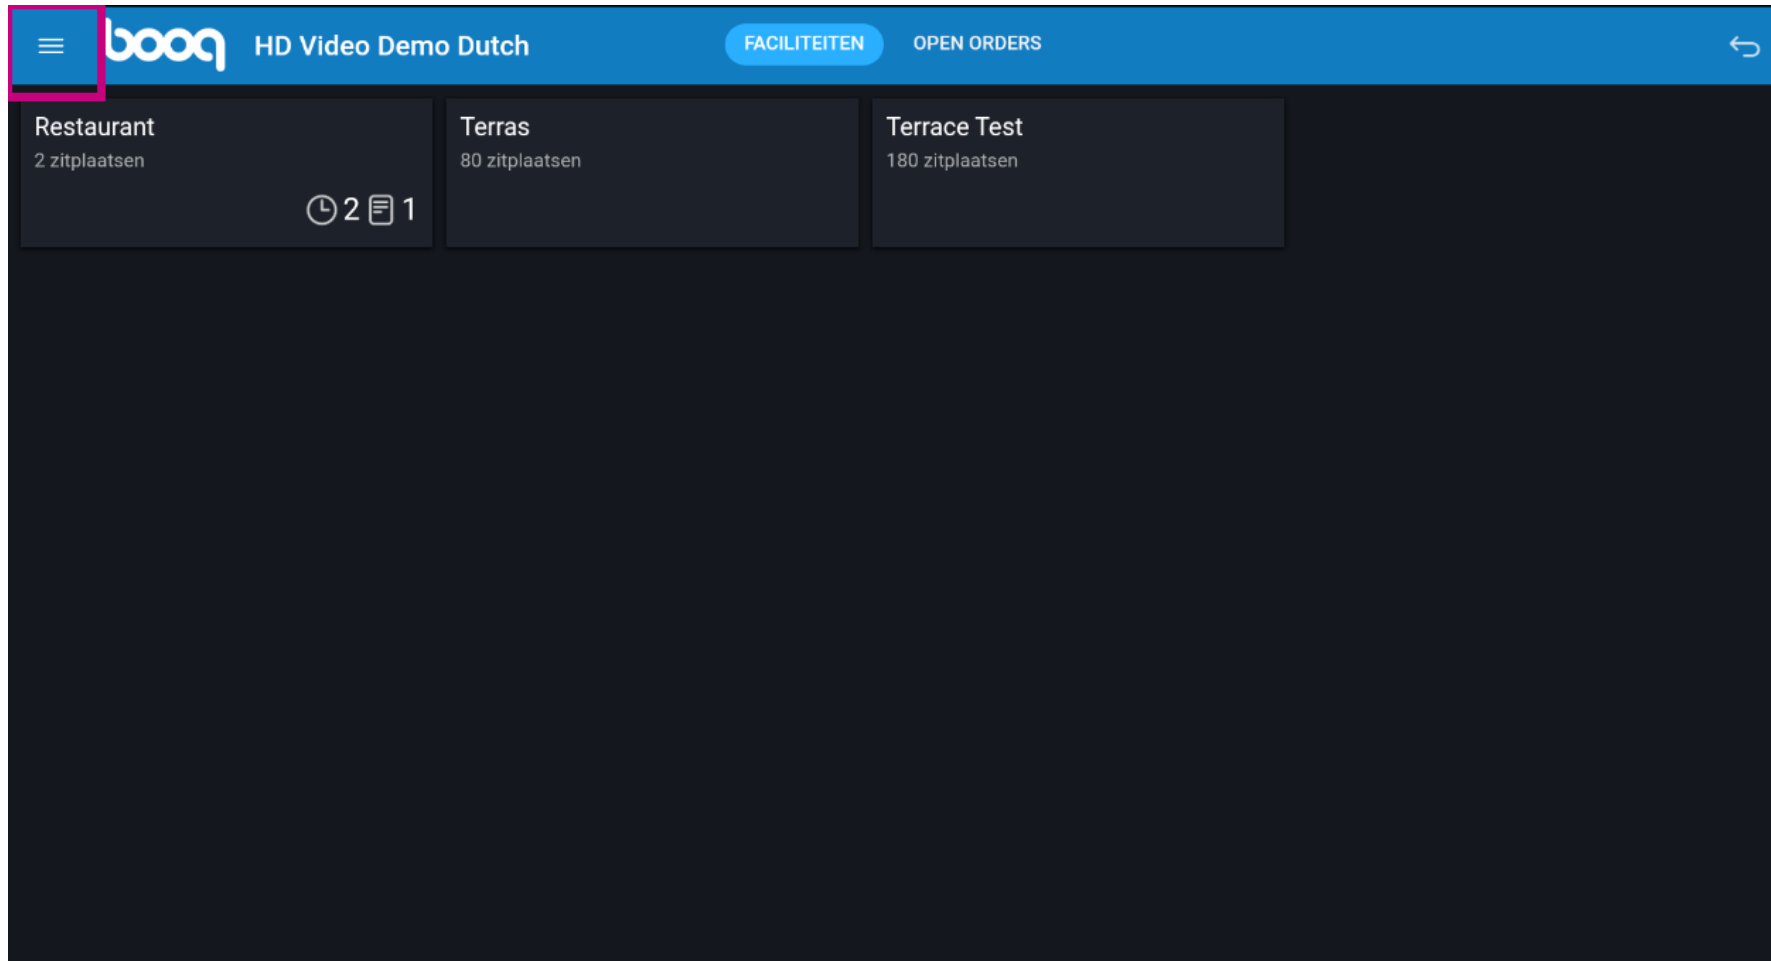 booq HD Video Demo Dutch FACILITEITEN OPEN ORDERS
Restaurant
2 zitplaatsen
2 1
Terras
80 zitplaatsen
Terrace Test
180 zitplaatsen